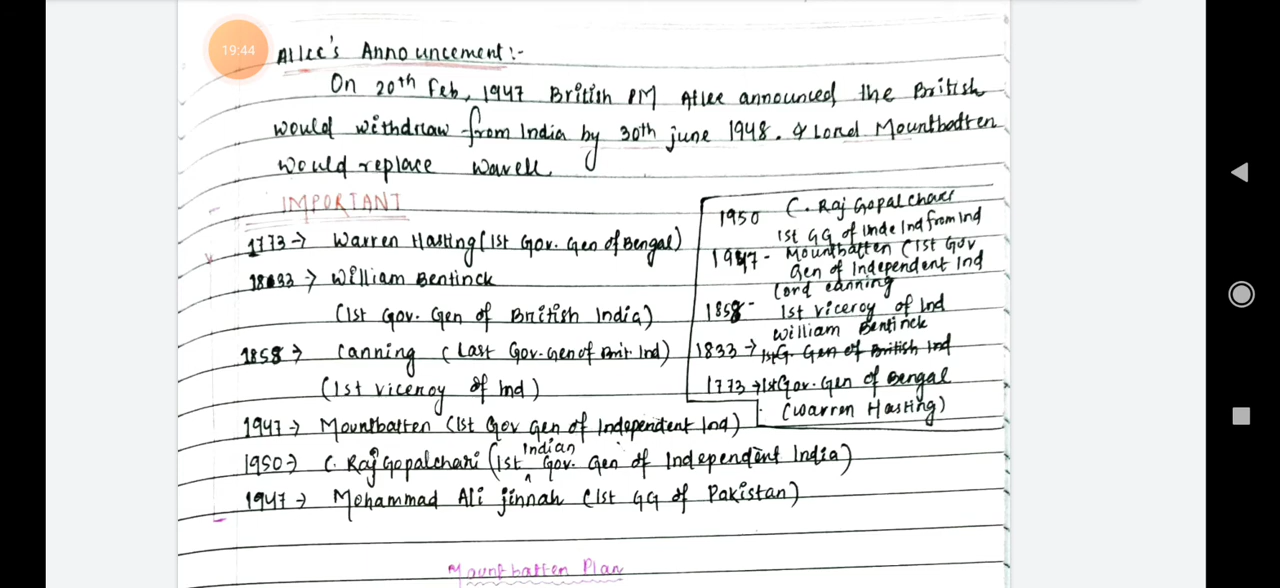 19:44
Atlee's Announcement:-
On 20th Feb, 1947 British PM Atlee announced the British
would withdraw from India by 30th june 1948. & Lord Mountbatten
would replace wavell.
IMPORTANT
1773→ Warren Hasting (1st Gov. Gen of Bengal)
1833→ William Bentinck
(1st Gov. Gen of British India)
1858→ Canning (Last Gov. Gen of Brit Ind)
(1st viceroy of Ind)
1947→ Mountbatten (1st Gov Gen of Independent Ind)
1950→ C. Raj Gopalchari (1st Indian Gov. Gen of Independent India)
1947→ Mohammad Ali jinnah (1st GG of Pakistan)
1950 C. Raj Gopalchari
1st GG of Inde Ind from Ind
1947- Mountbatten (1st Gov
Gen of Independent Ind
Lord canning
1858- 1st viceroy of Ind
William Bentinck
1833→ 1st G. Gen of British Ind
1773→1st Gov. Gen of Bengal
(Warren Hasting)
Mountbatten Plan